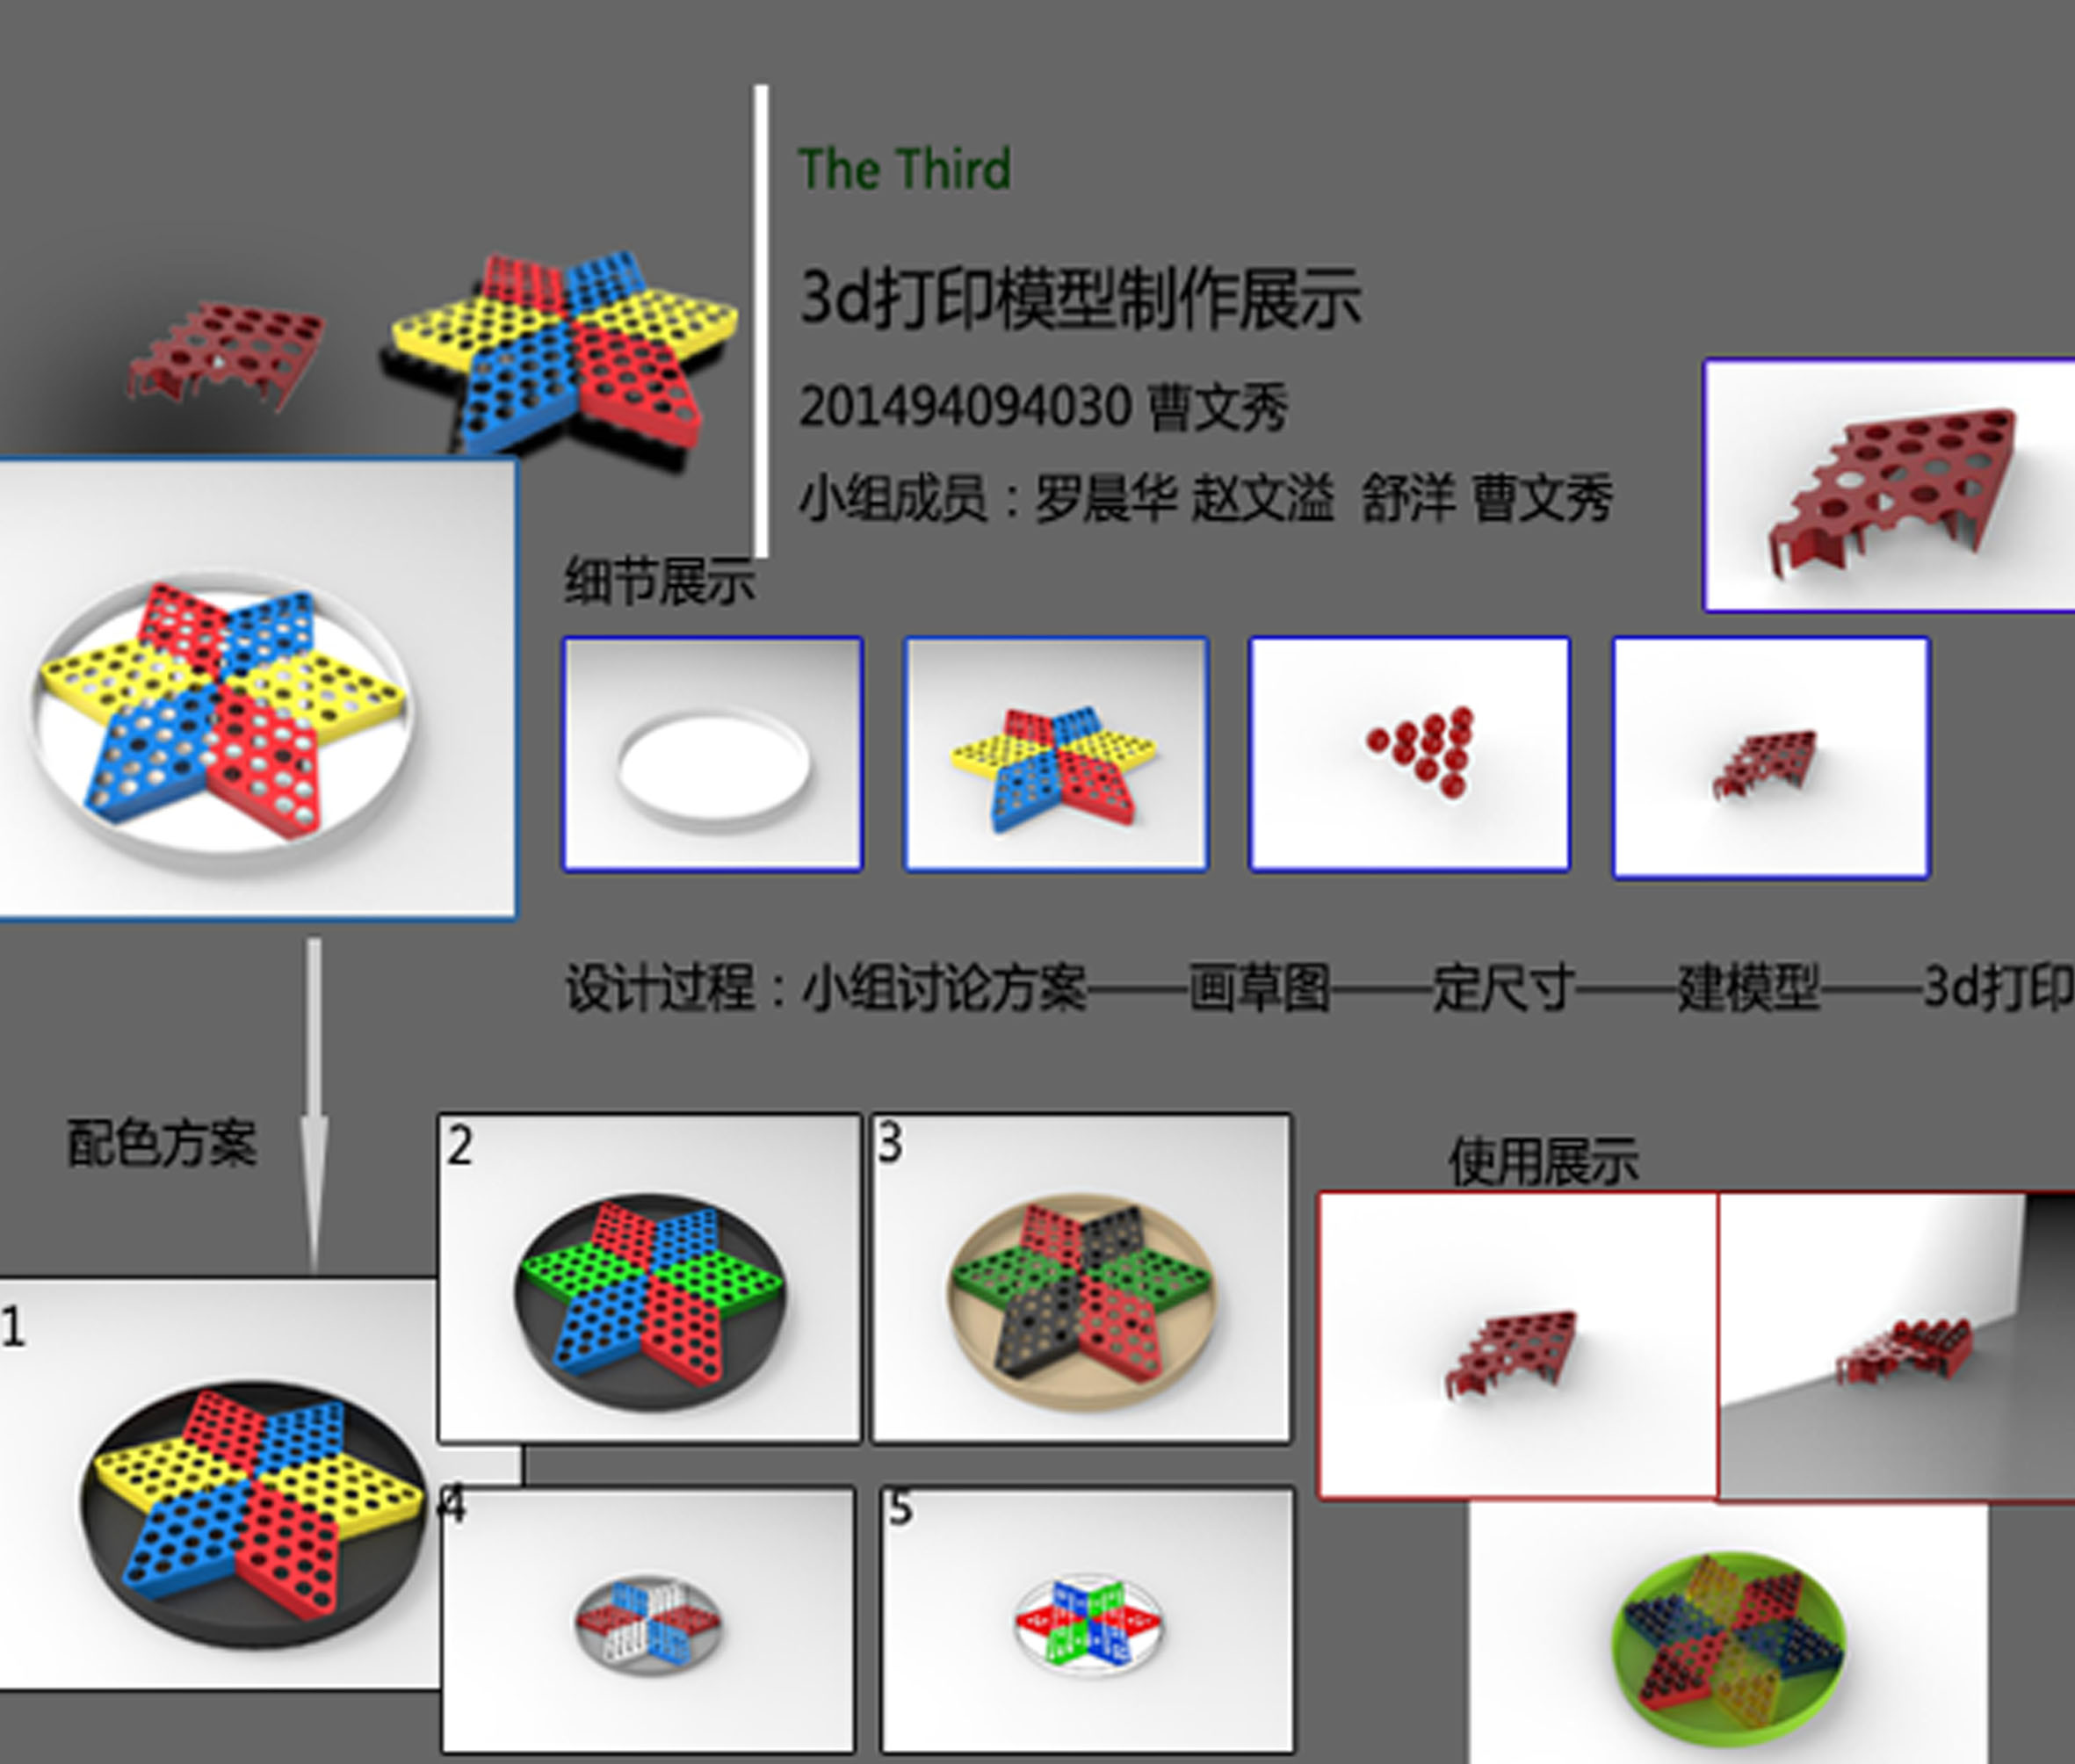 The Third
3d打印模型制作展示
201494094030 曹文秀
小组成员：罗晨华 赵文溢 舒洋 曹文秀
细节展示
设计过程：小组讨论方案——画草图——定尺寸——建模型——3d打印
配色方案
使用展示
1
2
3
4
5